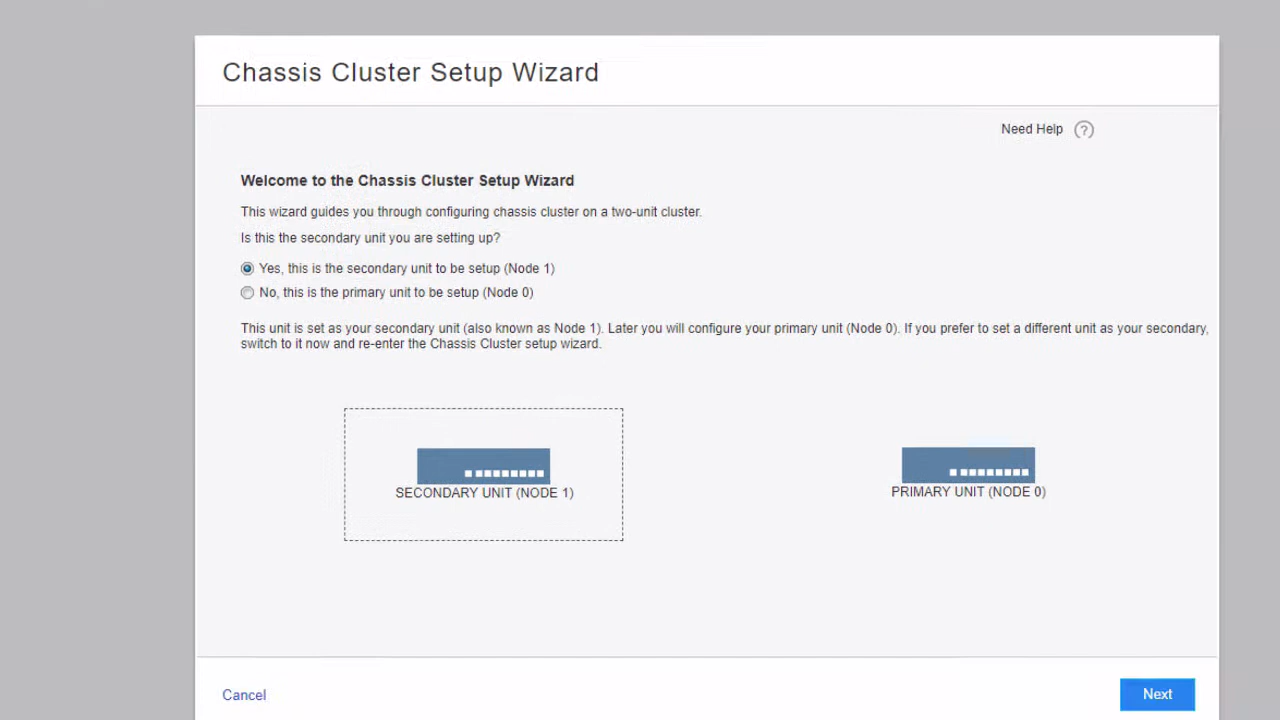 Chassis Cluster Setup Wizard
Need Help ?
Welcome to the Chassis Cluster Setup Wizard
This wizard guides you through configuring chassis cluster on a two-unit cluster.
Is this the secondary unit you are setting up?
Yes, this is the secondary unit to be setup (Node 1)
No, this is the primary unit to be setup (Node 0)
This unit is set as your secondary unit (also known as Node 1). Later you will configure your primary unit (Node 0). If you prefer to set a different unit as your secondary,
switch to it now and re-enter the Chassis Cluster setup wizard.
SECONDARY UNIT (NODE 1)
PRIMARY UNIT (NODE 0)
Cancel
Next